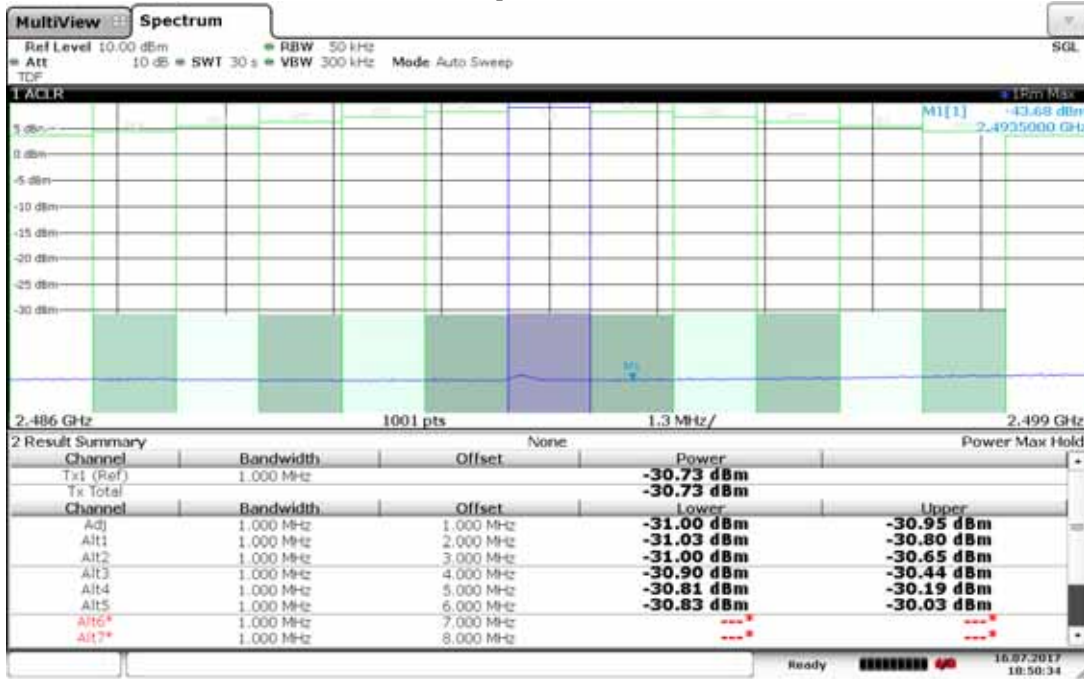 MultiView Spectrum
Ref Level 10.00 dBm RBW 50 kHz SGL
Att 10 dB SWT 30 s VBW 300 kHz Mode Auto Sweep
TDF
1 ACLR 1Rm Max
M1[1] -43.68 dBm
2.4935000 GHz
5 dBm
0 dBm
-5 dBm
-10 dBm
-15 dBm
-20 dBm
-25 dBm
-30 dBm
M1
2.486 GHz 1001 pts 1.3 MHz/ 2.499 GHz
2 Result Summary None Power Max Hold
Channel Bandwidth Offset Power
Tx1 (Ref) 1.000 MHz -30.73 dBm
Tx Total -30.73 dBm
Channel Bandwidth Offset Lower Upper
Adj 1.000 MHz 1.000 MHz -31.00 dBm -30.95 dBm
Alt1 1.000 MHz 2.000 MHz -31.03 dBm -30.80 dBm
Alt2 1.000 MHz 3.000 MHz -31.00 dBm -30.65 dBm
Alt3 1.000 MHz 4.000 MHz -30.90 dBm -30.44 dBm
Alt4 1.000 MHz 5.000 MHz -30.81 dBm -30.19 dBm
Alt5 1.000 MHz 6.000 MHz -30.83 dBm -30.03 dBm
Alt6* 1.000 MHz 7.000 MHz ---* ---*
Alt7* 1.000 MHz 8.000 MHz ---* ---*
Ready 16.07.2017
18:50:34